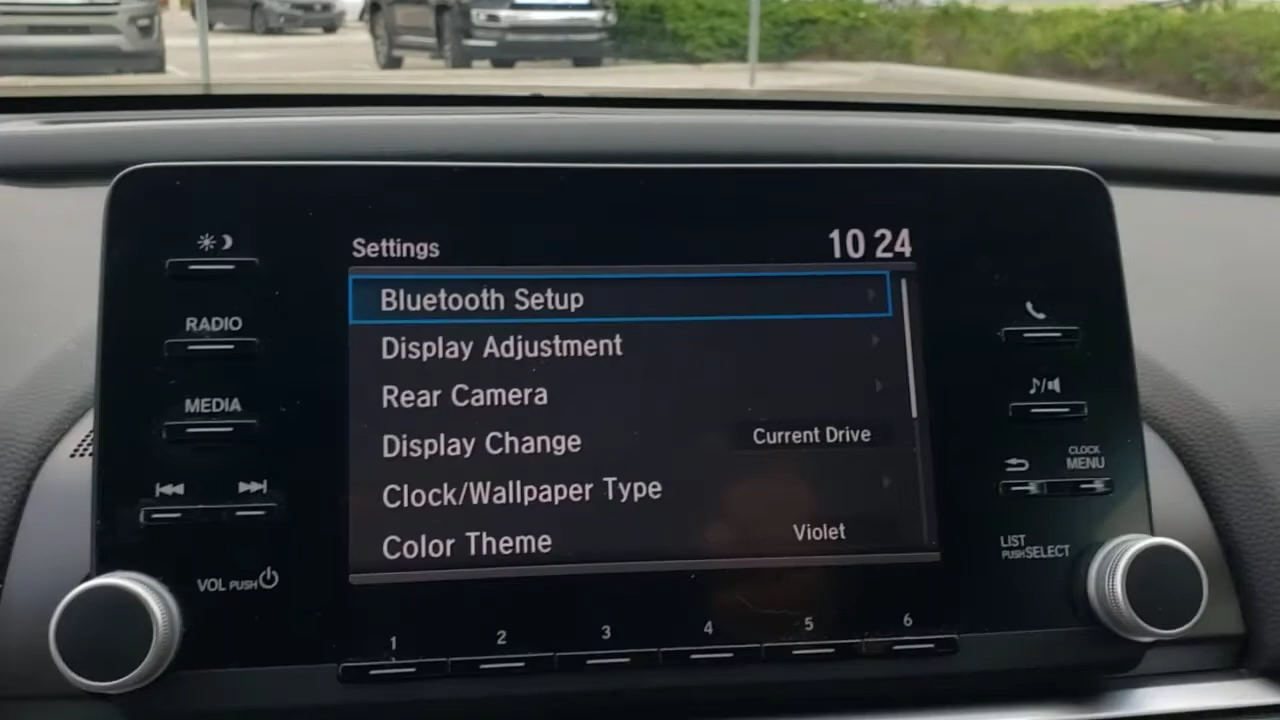 Settings
10 24
Bluetooth Setup
Display Adjustment
Rear Camera
Display Change
Current Drive
Clock/Wallpaper Type
Color Theme
Violet
RADIO
MEDIA
VOL PUSH
CLOCK
MENU
LIST
PUSH SELECT
1 2 3 4 5 6